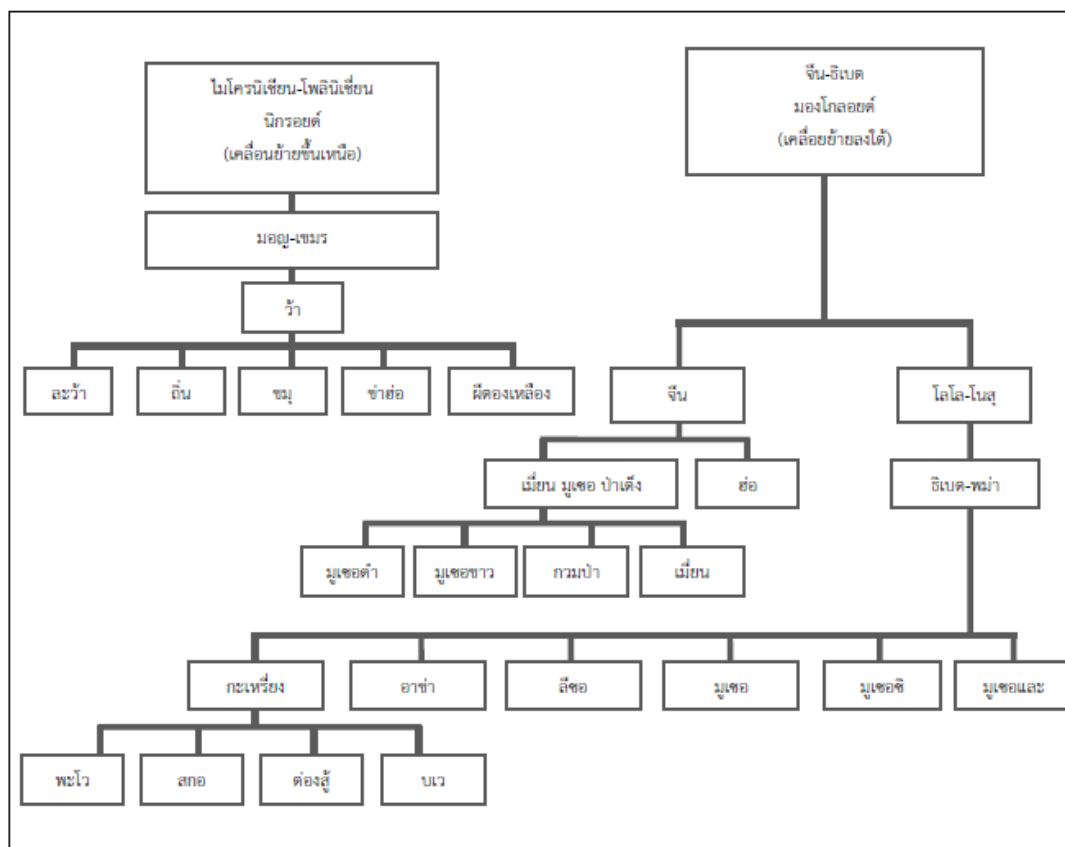 ไมโครนิเซียน-โพลินิเซี่ยน
นิกรอยด์
(เคลื่อนย้ายขึ้นเหนือ)
จีน-ธิเบต
มองโกลอยด์
(เคลื่อยย้ายลงใต้)
มอญ-เขมร
ว้า
ละว้า
ถิ่น
ขมุ
ข่าฮ่อ
ผีตองเหลือง
จีน
โลโล-โนสุ
เมี่ยน มูเซอ ป่าเต็ง
ฮ่อ
ธิเบต-พม่า
มูเซอดำ
มูเซอขาว
กวมป่า
เมี่ยน
กะเหรี่ยง
อาข่า
ลีซอ
มูเซอ
มูเซอซิ
มูเซอและ
พะโว
สกอ
ต่องสู้
บเว